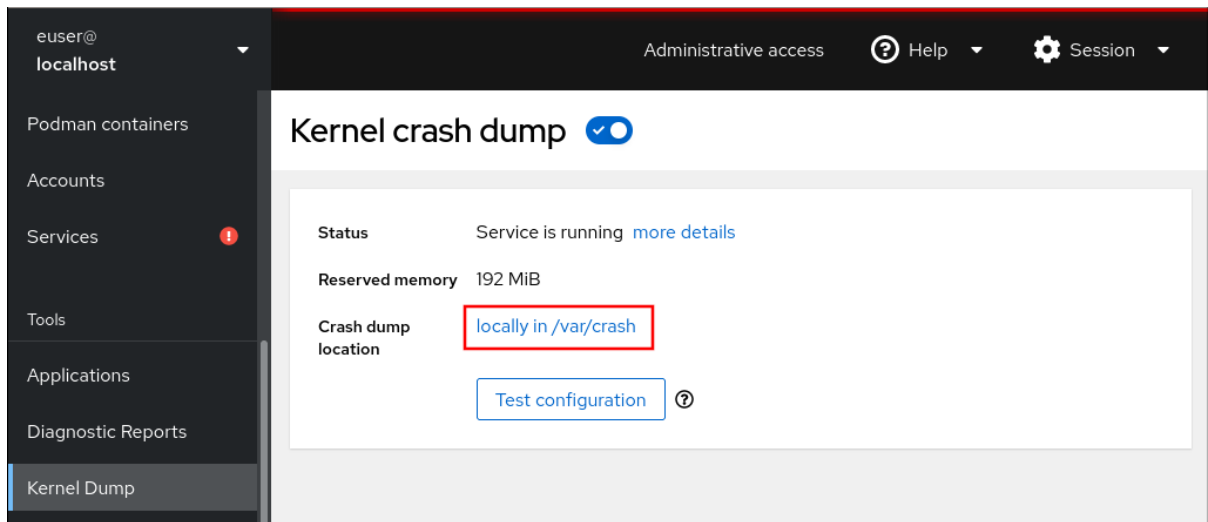 euser@
localhost
Administrative access
Help
Session
Podman containers
Accounts
Services
Tools
Applications
Diagnostic Reports
Kernel Dump
Kernel crash dump
Status Service is running more details
Reserved memory 192 MiB
Crash dump locally in /var/crash
location
Test configuration